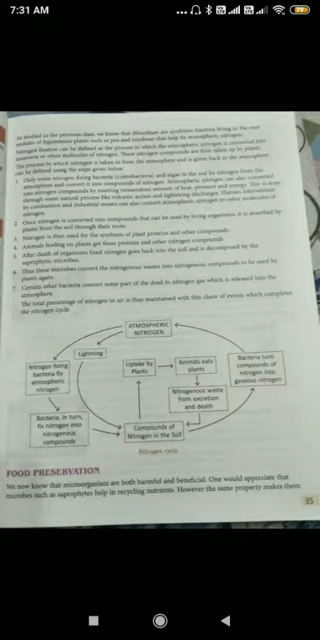 7:31 AM
79
As studied in the previous class, we know that Rhizobium are symbiotic bacteria living in the root
nodules of leguminous plants such as pea and soyabean that help fix atmospheric nitrogen.
Nitrogen fixation can be defined as the process in which the atmospheric nitrogen is converted into
ammonia or other molecules of nitrogen. These nitrogen compounds are then taken up by plants.
The process by which nitrogen is taken in from the atmosphere and is given back to the atmosphere
can be defined using the steps given below:
1. Only some nitrogen fixing bacteria (cyanobacteria) and algae in the soil fix nitrogen from the
atmosphere and convert it into compounds of nitrogen. Atmospheric nitrogen can also converted
into nitrogen compounds by exerting tremendous amount of heat, pressure and energy. This is done
through some natural process like volcanic action and lightning discharges. Human intervention
by combustion and industrial means can also convert atmospheric nitrogen to other molecules of
nitrogen.
2. Once nitrogen is converted into compounds that can be used by living organisms, it is absorbed by
plants from the soil through their roots.
3. Nitrogen is then used for the synthesis of plant proteins and other compounds.
4. Animals feeding on plants get these proteins and other nitrogen compounds.
5. After death of organisms fixed nitrogen goes back into the soil and is decomposed by the
saprophytic microbes.
6. Thus these microbes convert the nitrogenous wastes into nitrogenous compounds to be used by
plants again.
7. Certain other bacteria convert some part of the dead to nitrogen gas which is released into the
atmosphere.
The total percentage of nitrogen in air is thus maintained with this chain of events which completes
the nitrogen cycle.
ATMOSPHERIC
NITROGEN
Lightening
Nitrogen fixing
bacteria fix
atmospheric
nitrogen
Uptake by
Plants
Animals eats
plants
Bacteria turn
compounds of
nitrogen into
gaseous nitrogen
Nitrogenous waste
from excretion
and death
Bacteria, in turn,
fix nitrogen into
nitrogenous
compounds
Compounds of
Nitrogen in the Soil
Nitrogen cycle
FOOD PRESERVATION
We now know that microorganism are both harmful and beneficial. One would appreciate that
microbes such as saprophytes help in recycling nutrients. However the same property makes them
35